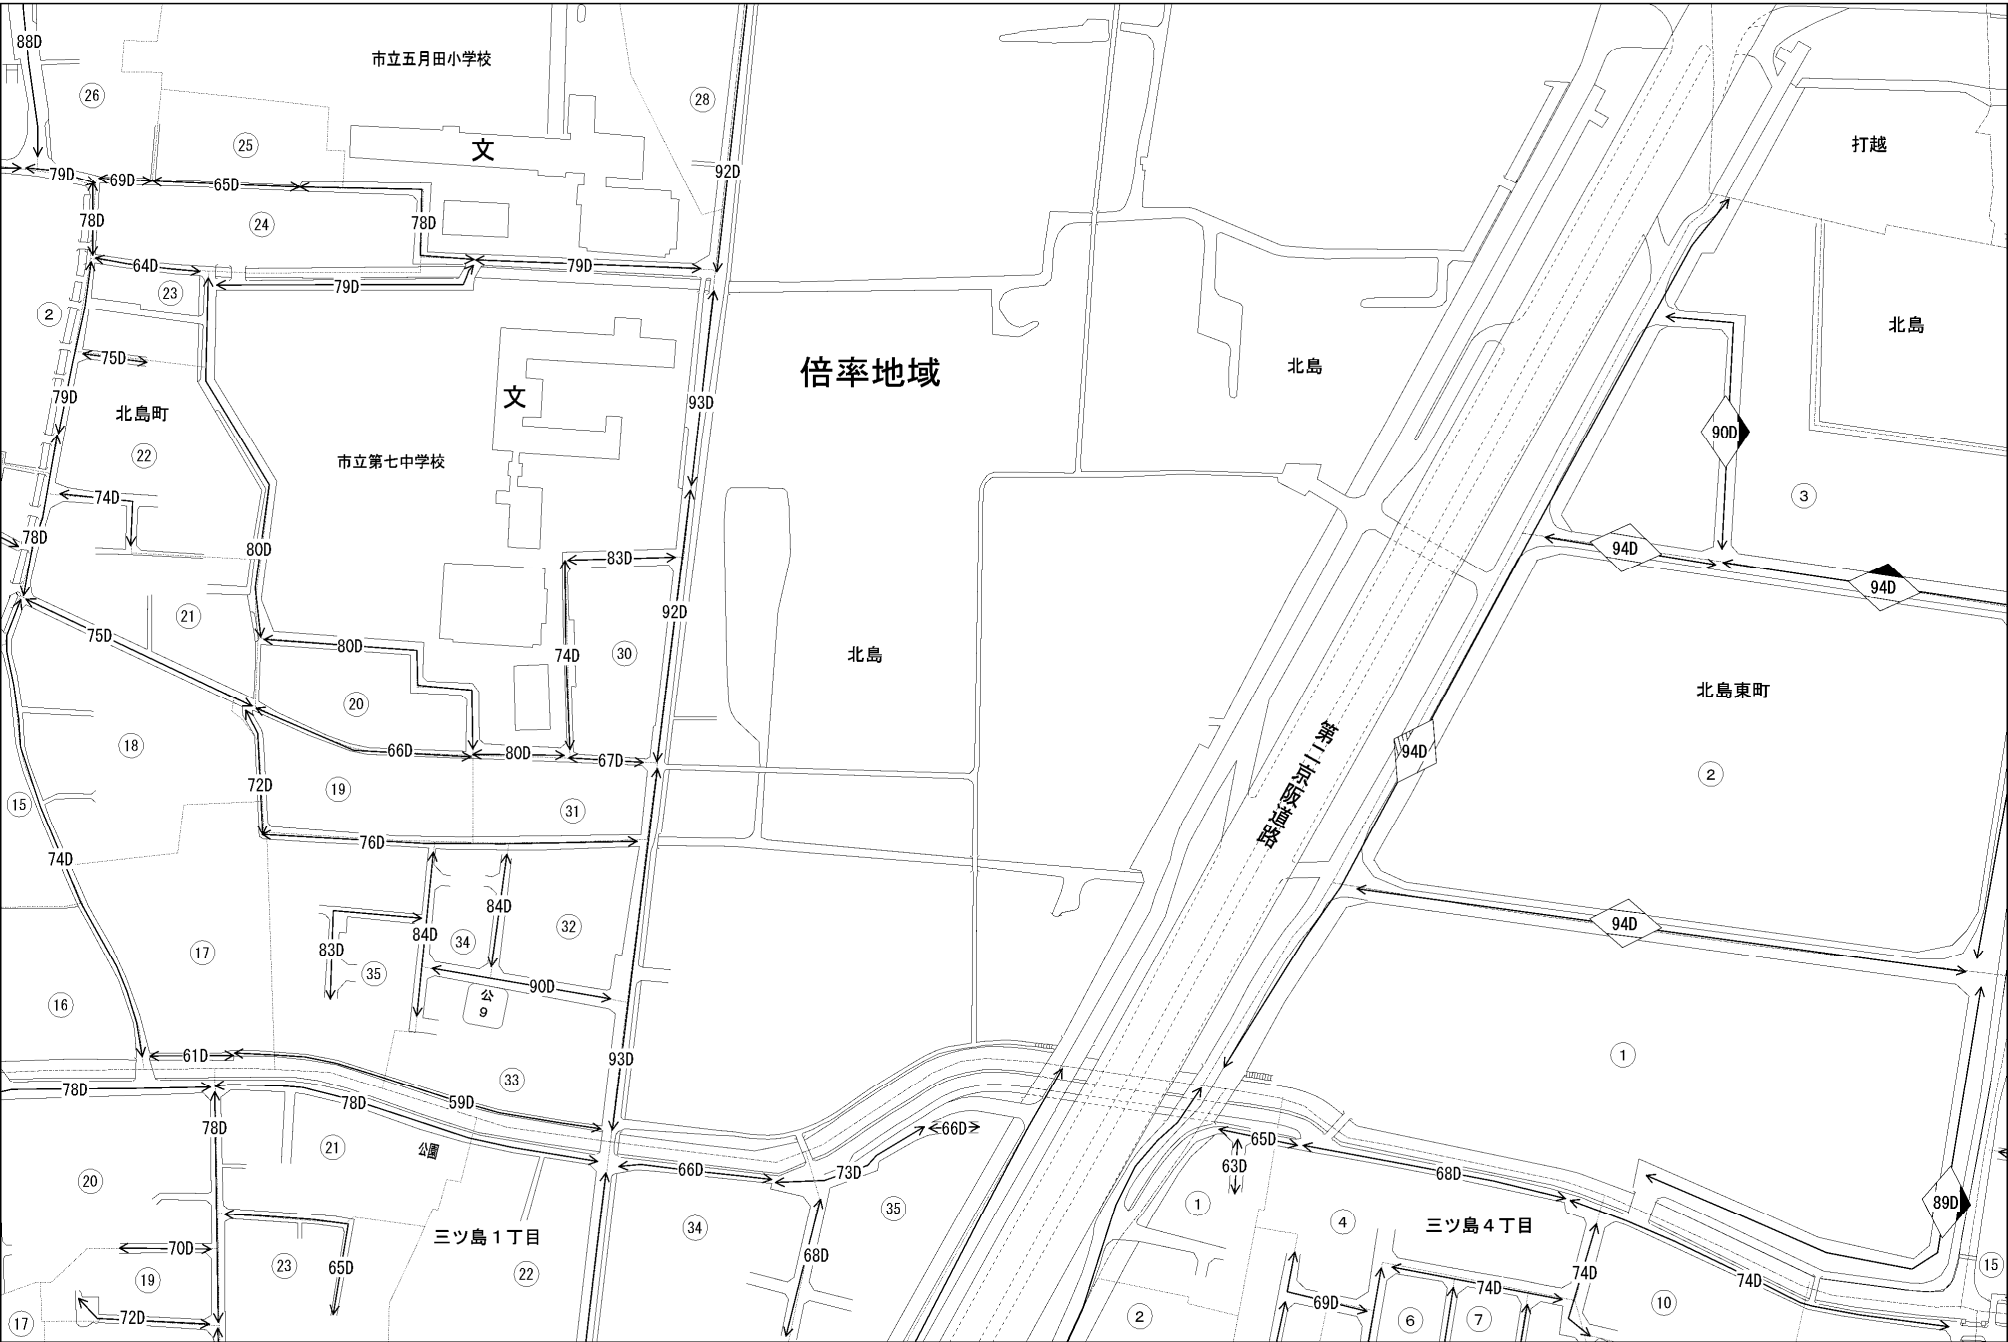 88D
市立五月田小学校
26
28
25
文
打越
92D
79D
69D
65D
78D
78D
24
64D
79D
23
79D
2
北島
75D
北島
倍率地域
79D
文
93D
北島町
90D
22
市立第七中学校
74D
3
78D
80D
83D
94D
94D
21
92D
75D
80D
74D
30
北島
北島東町
20
18
66D
80D
67D
94D
第二京阪道路
2
72D
19
15
31
76D
74D
84D
32
94D
84D
34
83D
17
35
90D
公
9
16
61D
93D
1
33
78D
59D
78D
78D
66D
65D
21
公園
63D
66D
73D
68D
20
89D
1
35
4
三ツ島4丁目
34
三ツ島1丁目
70D
68D
23
65D
22
15
74D
19
74D
74D
69D
10
72D
17
2
6
7